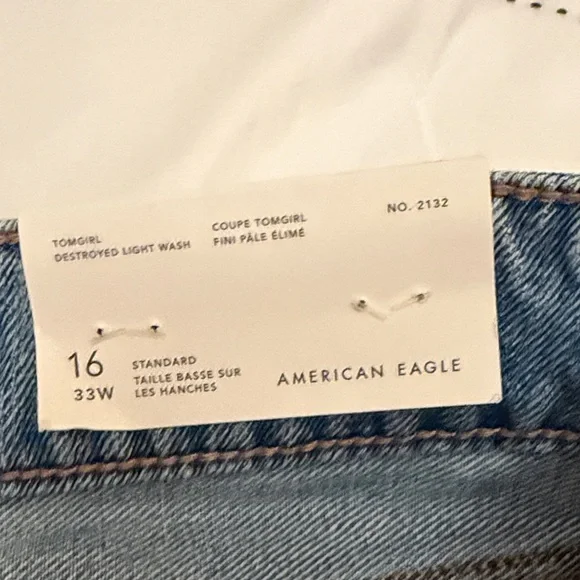 TOMGIRL
DESTROYED LIGHT WASH
COUPE TOMGIRL
FINI PÂLE ÉLIMÉ
NO. 2132
16
33W
STANDARD
TAILLE BASSE SUR
LES HANCHES
AMERICAN EAGLE